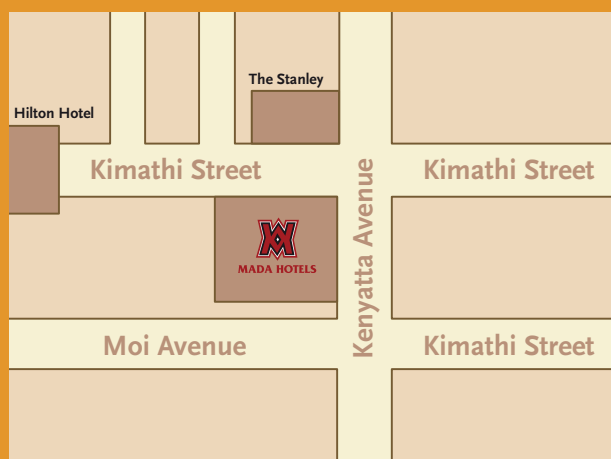 The Stanley
Hilton Hotel
Kimathi Street
Kimathi Street
Kenyatta Avenue
MADA HOTELS
Moi Avenue
Kimathi Street